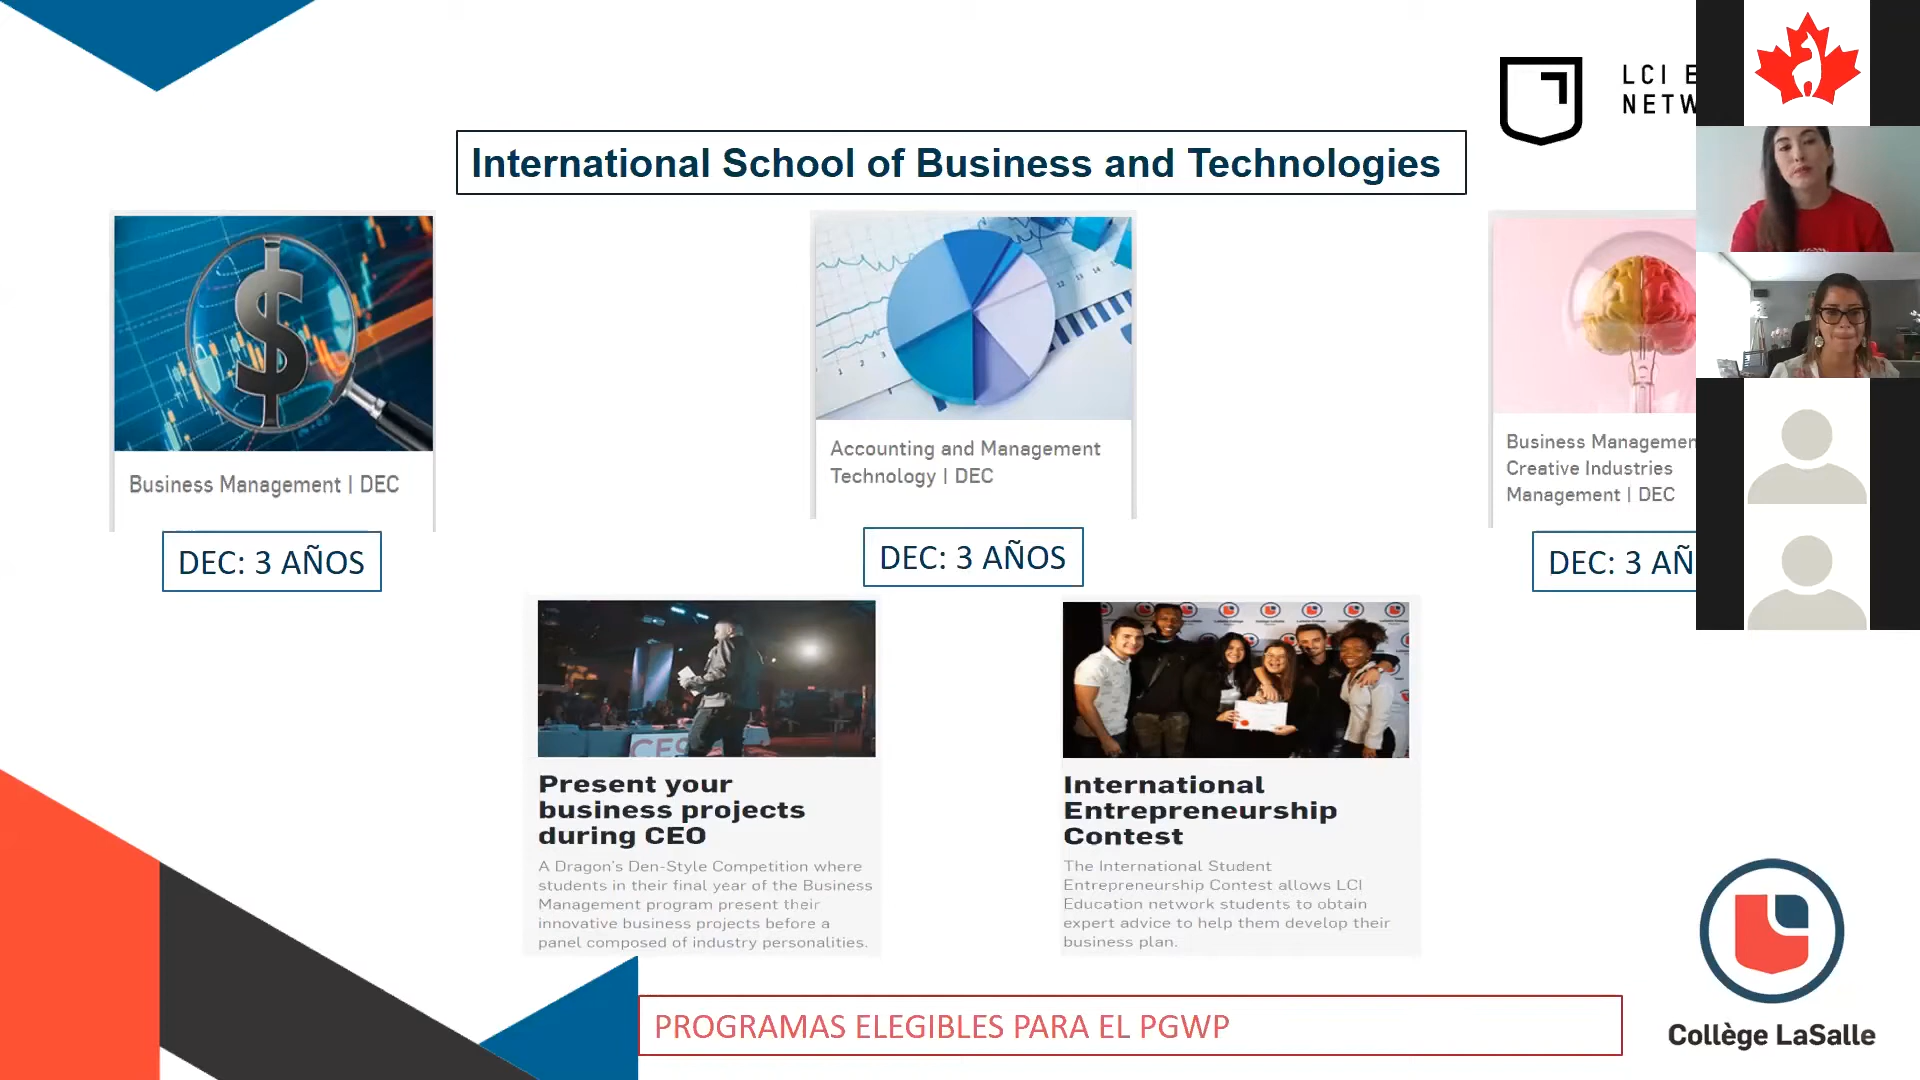 LCI E
NETW
International School of Business and Technologies
Business Management | DEC
DEC: 3 AÑOS
Accounting and Management
Technology | DEC
DEC: 3 AÑOS
Business Managemen
Creative Industries
Management | DEC
DEC: 3 AÑ
Present your
business projects
during CEO
A Dragon's Den-Style Competition where
students in their final year of the Business
Management program present their
innovative business projects before a
panel composed of industry personalities.
International
Entrepreneurship
Contest
The International Student
Entrepreneurship Contest allows LCI
Education network students to obtain
expert advice to help them develop their
business plan.
PROGRAMAS ELEGIBLES PARA EL PGWP
Collège LaSalle